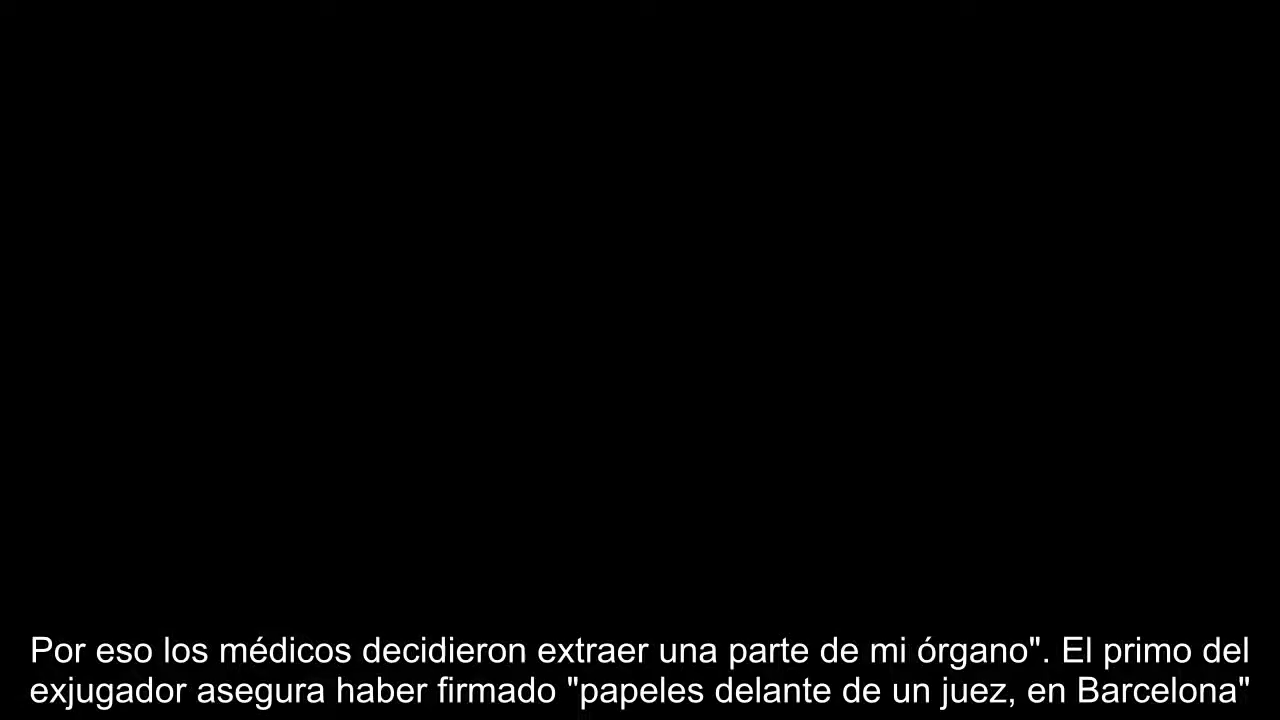 Por eso los médicos decidieron extraer una parte de mi órgano". El primo del
exjugador asegura haber firmado "papeles delante de un juez, en Barcelona"